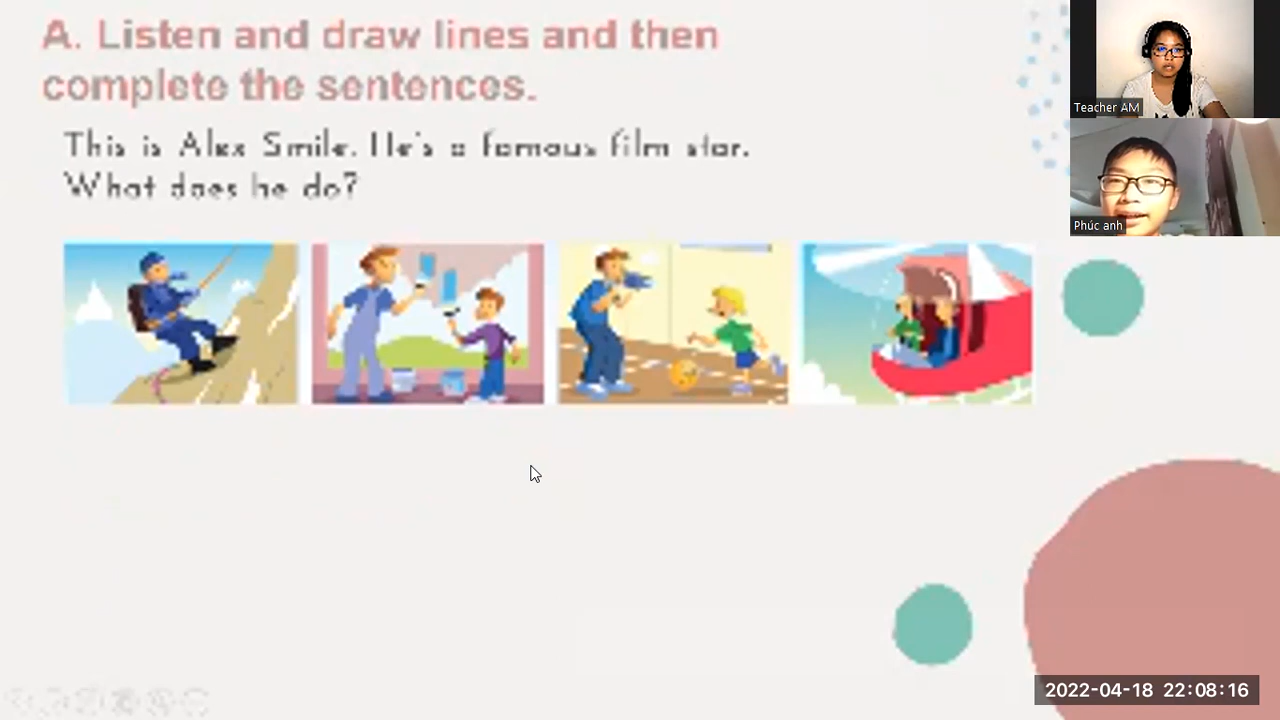 A. Listen and draw lines and then
complete the sentences.
This is Alex Smile. He's a famous film star.
What does he do?
Teacher AM
Phúc anh
2022-04-18 22:08:16